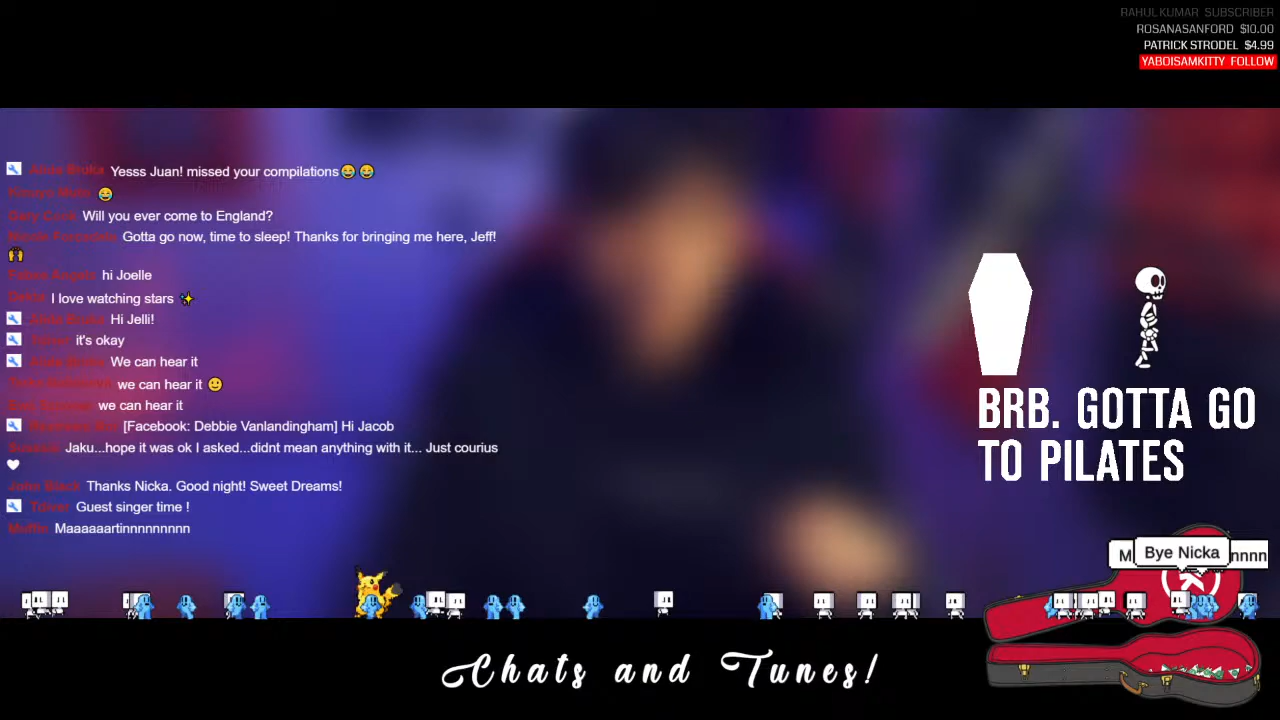 RAHUL KUMAR SUBSCRIBER
ROSANASANFORD $10.00
PATRICK STRODEL $4.99
YABOISAMKITTY FOLLOW
Yesss Juan! missed your compilations😂 😂
😂
Will you ever come to England?
Gotta go now, time to sleep! Thanks for bringing me here, Jeff!
hi Joelle
I love watching stars ✨
Hi Jelli!
it's okay
We can hear it
we can hear it 🙂
we can hear it
[Facebook: Debbie Vanlandingham] Hi Jacob
Jaku...hope it was ok I asked...didnt mean anything with it... Just courius
🤍
John Black Thanks Nicka. Good night! Sweet Dreams!
Guest singer time !
Muffin Maaaaaartinnnnnnnnn
BRB. GOTTA GO
TO PILATES
M
Bye Nicka
nnnn
Chats and Tunes!